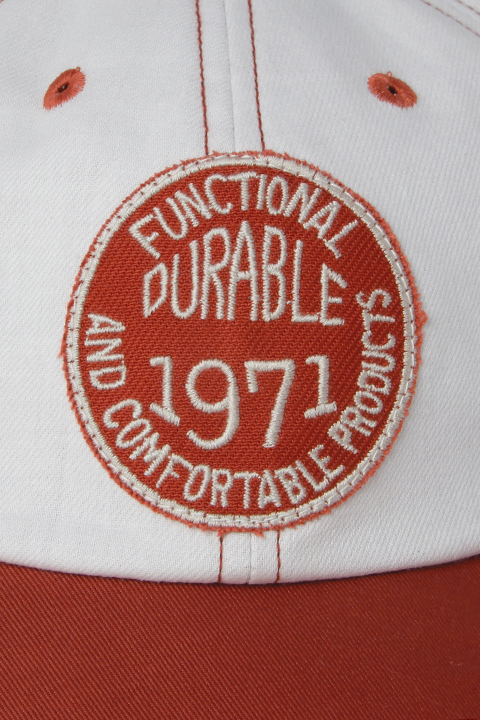 FUNCTIONAL
DURABLE
1971
AND COMFORTABLE PRODUCTS